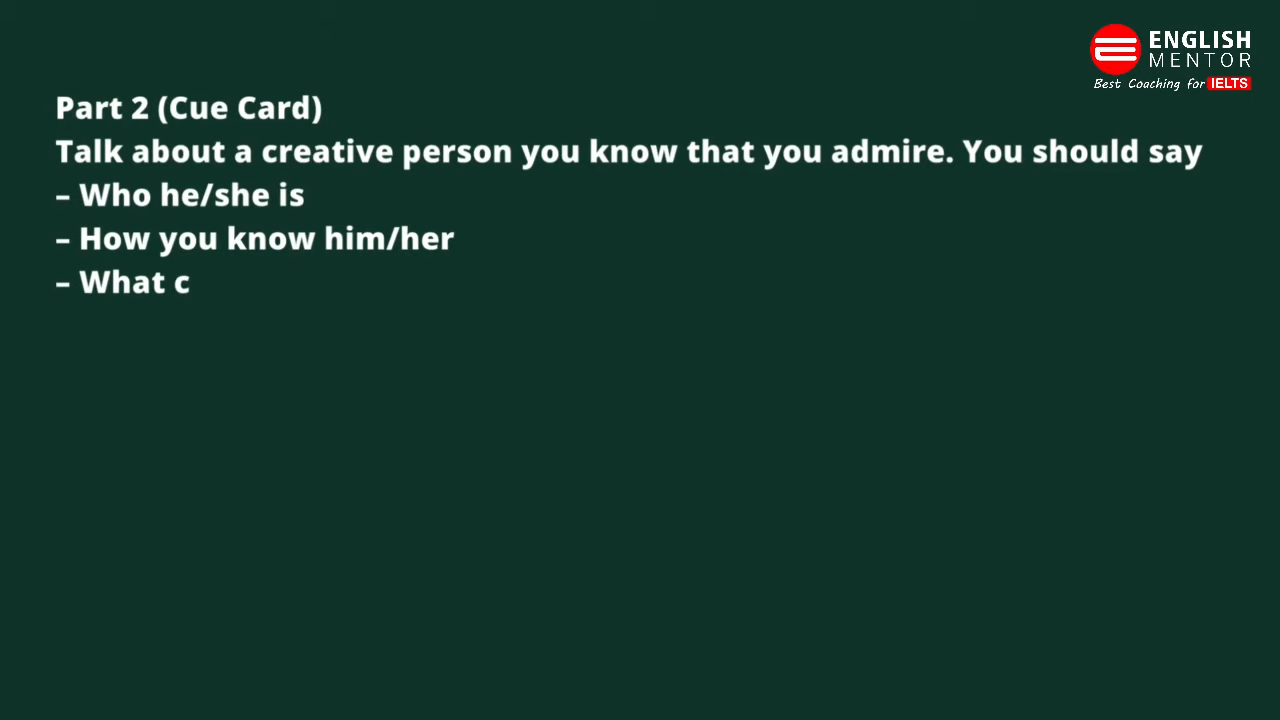 ENGLISH
MENTOR
Best Coaching for IELTS
Part 2 (Cue Card)
Talk about a creative person you know that you admire. You should say
– Who he/she is
– How you know him/her
– What c